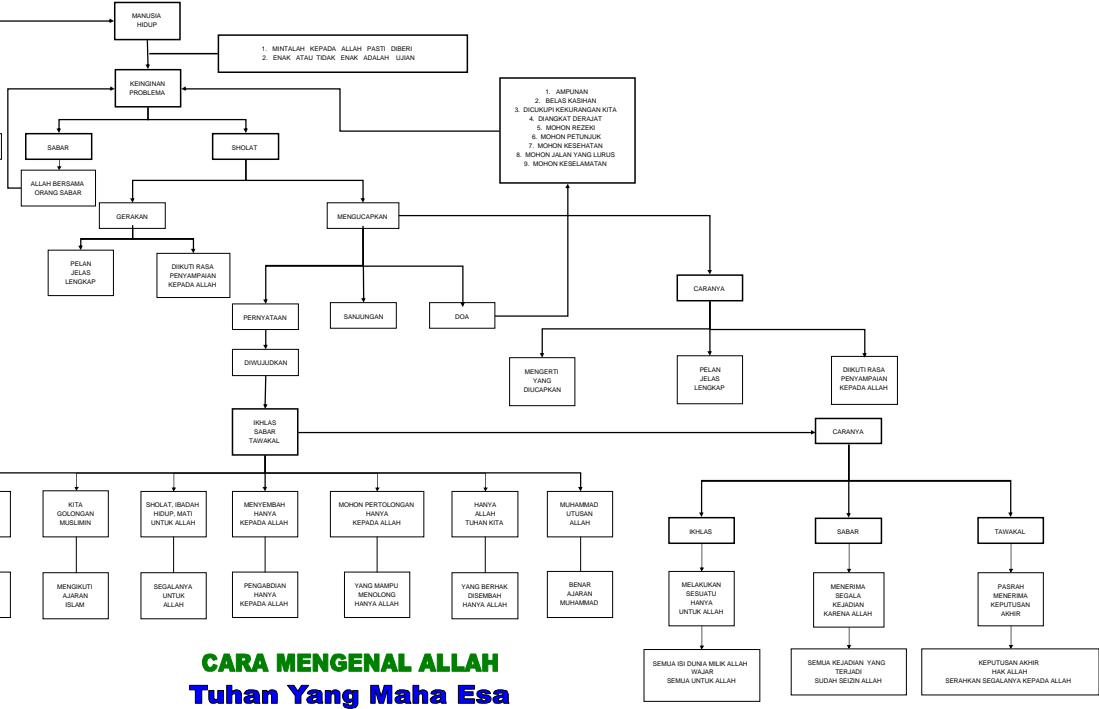 MANUSIA
HIDUP
1. MINTALAH KEPADA ALLAH PASTI DIBERI
2. ENAK ATAU TIDAK ENAK ADALAH UJIAN
KEINGINAN
PROBLEMA
1. AMPUNAN
2. BELAS KASIHAN
3. DICUKUPI KEKURANGAN KITA
4. DIANGKAT DERAJAT
5. MOHON REZEKI
6. MOHON PETUNJUK
7. MOHON KESEHATAN
8. MOHON JALAN YANG LURUS
9. MOHON KESELAMATAN
SABAR
SHOLAT
ALLAH BERSAMA
ORANG SABAR
GERAKAN
MENGUCAPKAN
PELAN
JELAS
LENGKAP
DIIKUTI RASA
PENYAMPAIAN
KEPADA ALLAH
CARANYA
PERNYATAAN
SANJUNGAN
DOA
DIWUJUDKAN
MENGERTI
YANG
DIUCAPKAN
PELAN
JELAS
LENGKAP
DIIKUTI RASA
PENYAMPAIAN
KEPADA ALLAH
IKHLAS
SABAR
TAWAKAL
CARANYA
KITA
GOLONGAN
MUSLIMIN
SHOLAT, IBADAH
HIDUP, MATI
UNTUK ALLAH
MENYEMBAH
HANYA
KEPADA ALLAH
MOHON PERTOLONGAN
HANYA
KEPADA ALLAH
HANYA
ALLAH
TUHAN KITA
MUHAMMAD
UTUSAN
ALLAH
IKHLAS
SABAR
TAWAKAL
MENGIKUTI
AJARAN
ISLAM
SEGALANYA
UNTUK
ALLAH
PENGABDIAN
HANYA
KEPADA ALLAH
YANG MAMPU
MENOLONG
HANYA ALLAH
YANG BERHAK
DISEMBAH
HANYA ALLAH
BENAR
AJARAN
MUHAMMAD
MELAKUKAN
SESUATU
HANYA
UNTUK ALLAH
MENERIMA
SEGALA
KEJADIAN
KARENA ALLAH
PASRAH
MENERIMA
KEPUTUSAN
AKHIR
SEMUA ISI DUNIA MILIK ALLAH
WAJAR
SEMUA UNTUK ALLAH
SEMUA KEJADIAN YANG
TERJADI
SUDAH SEIZIN ALLAH
KEPUTUSAN AKHIR
HAK ALLAH
SERAHKAN SEGALANYA KEPADA ALLAH
CARA MENGENAL ALLAH
Tuhan Yang Maha Esa